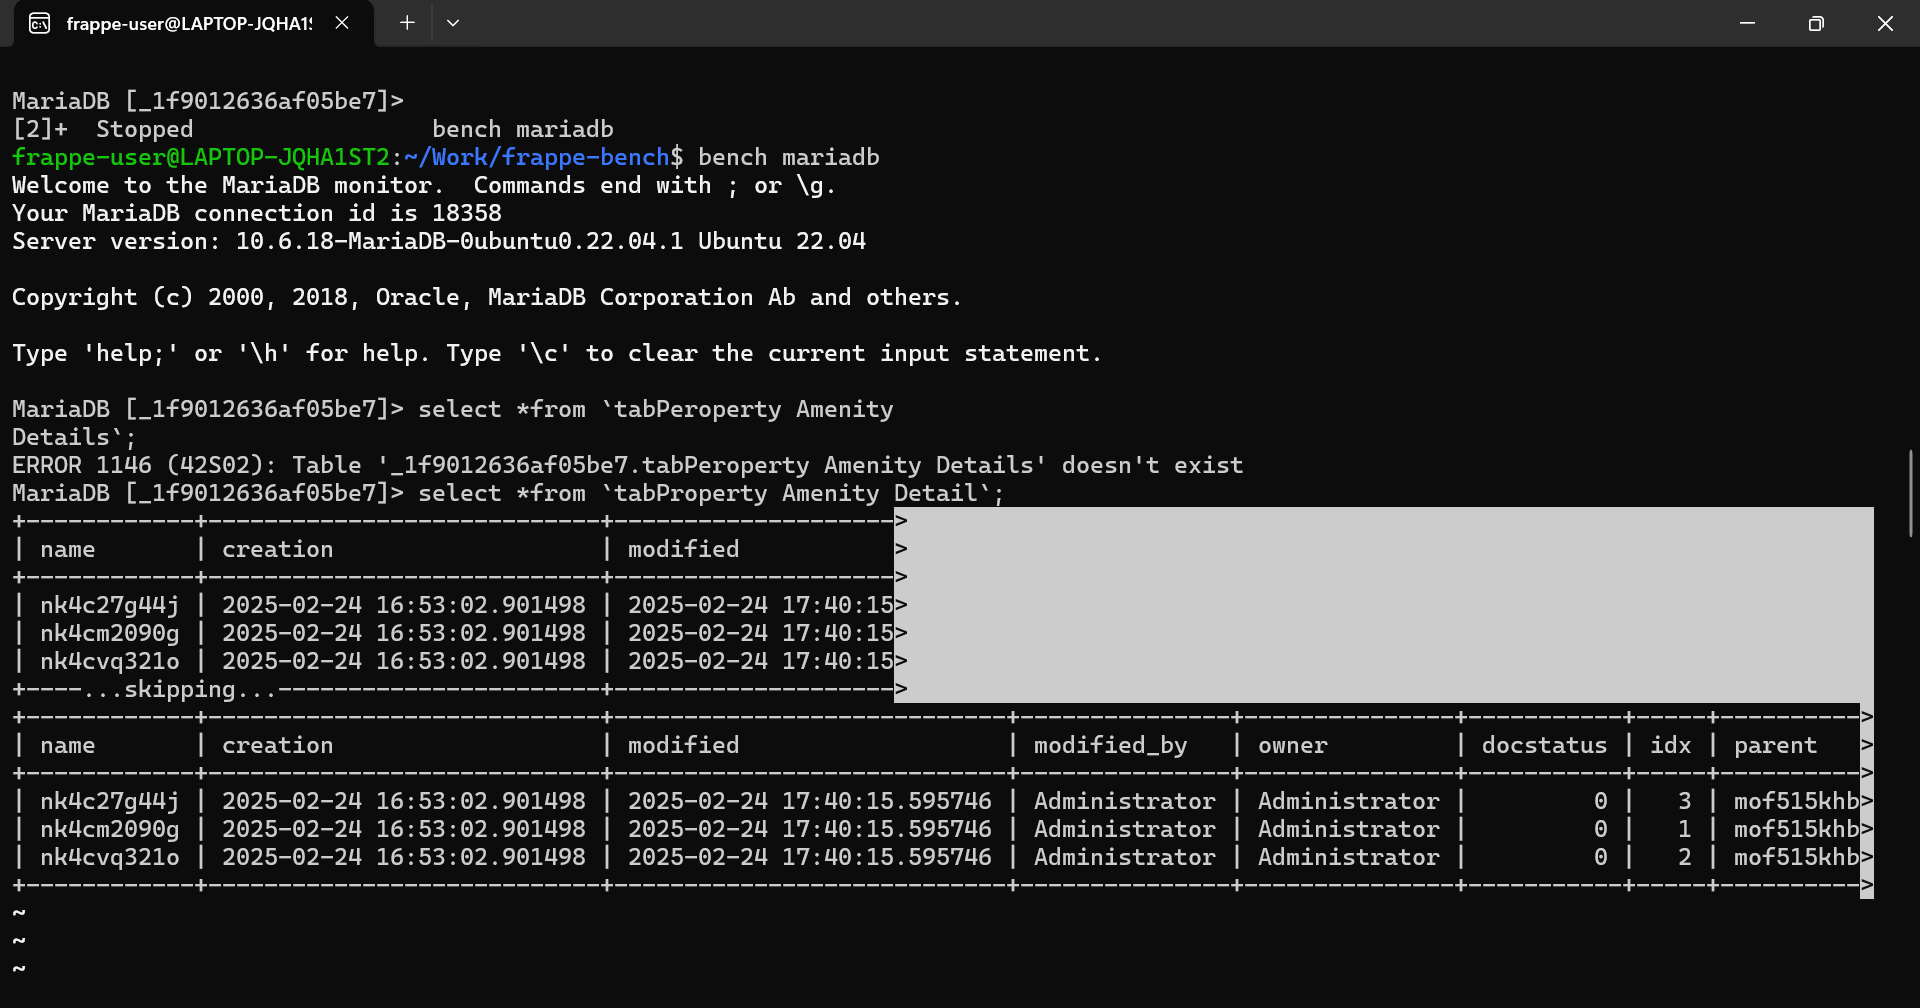 frappe-user@LAPTOP-JQHA1S
MariaDB [_1f9012636af05be7]>
[2]+  Stopped                 bench mariadb
frappe-user@LAPTOP-JQHA1ST2:~/Work/frappe-bench$ bench mariadb
Welcome to the MariaDB monitor.  Commands end with ; or \g.
Your MariaDB connection id is 18358
Server version: 10.6.18-MariaDB-0ubuntu0.22.04.1 Ubuntu 22.04
Copyright (c) 2000, 2018, Oracle, MariaDB Corporation Ab and others.
Type 'help;' or '\h' for help. Type '\c' to clear the current input statement.
MariaDB [_1f9012636af05be7]> select *from `tabPeroperty Amenity
Details`;
ERROR 1146 (42S02): Table '_1f9012636af05be7.tabPeroperty Amenity Details' doesn't exist
MariaDB [_1f9012636af05be7]> select *from `tabProperty Amenity Detail`;
+------------+----------------------------+--------------------->
| name       | creation                   | modified           >
+------------+----------------------------+--------------------->
| nk4c27g44j | 2025-02-24 16:53:02.901498 | 2025-02-24 17:40:15>
| nk4cm2090g | 2025-02-24 16:53:02.901498 | 2025-02-24 17:40:15>
| nk4cvq321o | 2025-02-24 16:53:02.901498 | 2025-02-24 17:40:15>
+----...skipping...-----------------------+-------------------->
+------------+----------------------------+----------------------------+---------------+---------------+-----------+-----+---------->
| name       | creation                   | modified                   | modified_by   | owner         | docstatus | idx | parent   >
+------------+----------------------------+----------------------------+---------------+---------------+-----------+-----+---------->
| nk4c27g44j | 2025-02-24 16:53:02.901498 | 2025-02-24 17:40:15.595746 | Administrator | Administrator |         0 |   3 | mof515khb>
| nk4cm2090g | 2025-02-24 16:53:02.901498 | 2025-02-24 17:40:15.595746 | Administrator | Administrator |         0 |   1 | mof515khb>
| nk4cvq321o | 2025-02-24 16:53:02.901498 | 2025-02-24 17:40:15.595746 | Administrator | Administrator |         0 |   2 | mof515khb>
+------------+----------------------------+----------------------------+---------------+---------------+-----------+-----+---------->
~
~
~